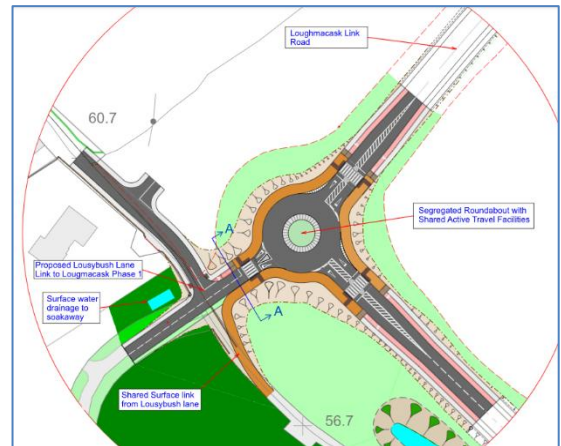 Loughmacask Link
Road
60.7
A
Segregated Roundabout with
Shared Active Travel Facilities
Proposed Lousybush Lane
Link to Lougmacask Phase 1
Surface water
drainage to
soakaway
A
Shared Surface link
from Lousybush lane
56.7